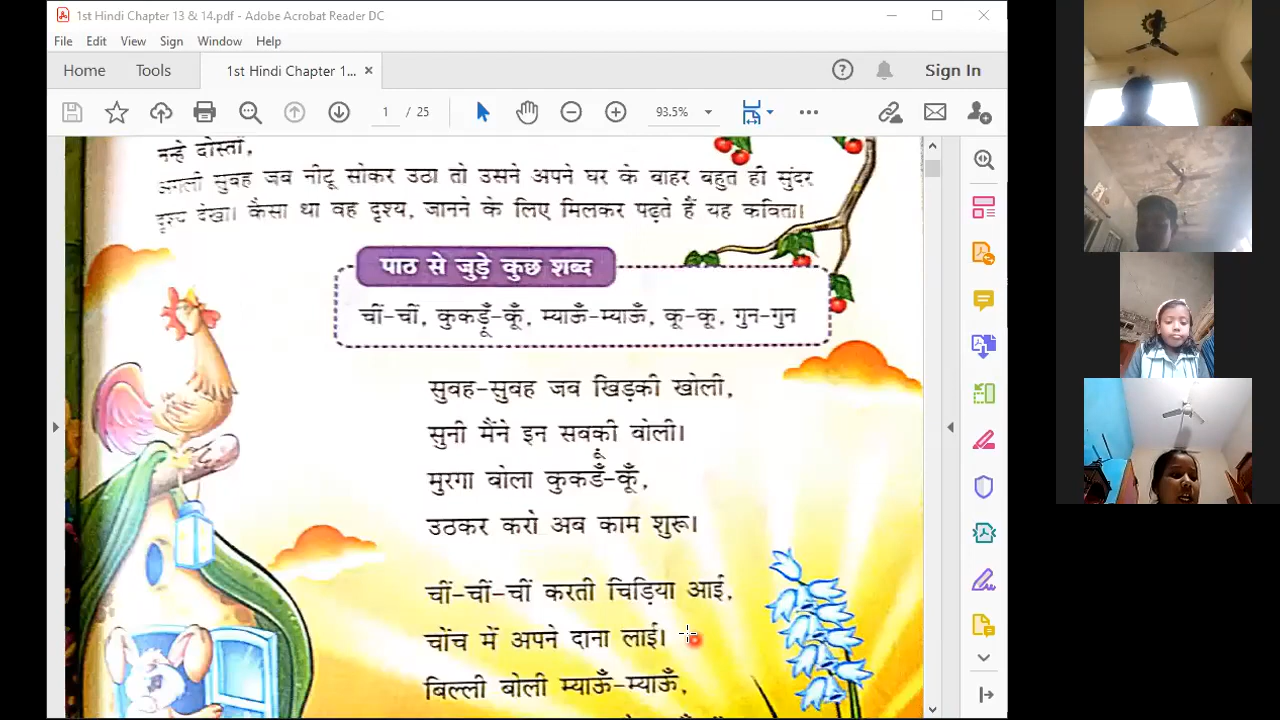 1st Hindi Chapter 13 & 14.pdf - Adobe Acrobat Reader DC
File Edit View Sign Window Help
Home Tools 1st Hindi Chapter 1... × Sign In
1 / 25 93.5%
नन्हे दोस्तों,
अगली सुबह जब नीटू सोकर उठा तो उसने अपने घर के बाहर बहुत ही सुंदर
दृश्य देखा। कैसा था वह दृश्य, जानने के लिए मिलकर पढ़ते हैं यह कविता।
पाठ से जुड़े कुछ शब्द
चीं-चीं, कुकड़ूँ-कूँ, म्याऊँ-म्याऊँ, कू-कू, गुन-गुन
सुबह-सुबह जब खिड़की खोली,
सुनी मैंने इन सबकी बोली।
मुरगा बोला कुकड़ूँ-कूँ,
उठकर करो अब काम शुरू।
चीं-चीं-चीं करती चिड़िया आई,
चोंच में अपने दाना लाई।
बिल्ली बोली म्याऊँ-म्याऊँ,